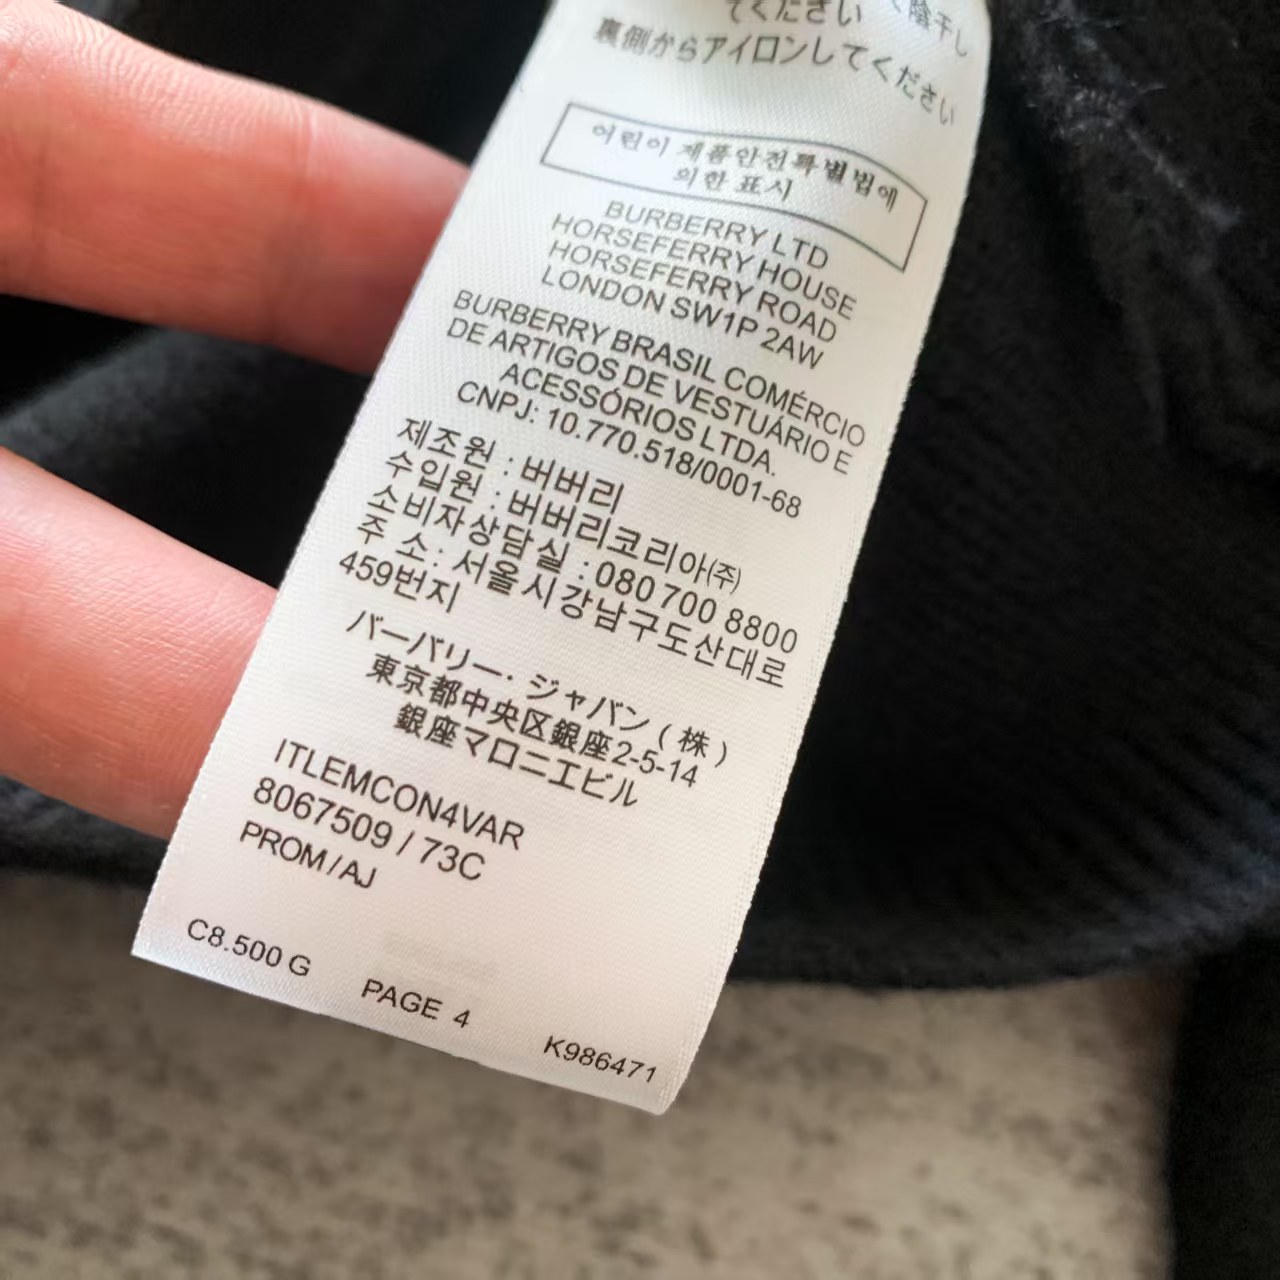 てください
く陰干し
裏側からアイロンしてください
어린이 제품안전특별법에
의한 표시
BURBERRY LTD
HORSEFERRY HOUSE
HORSEFERRY ROAD
LONDON SW1P 2AW
BURBERRY BRASIL COMÉRCIO
DE ARTIGOS DE VESTUÁRIO E
ACESSÓRIOS LTDA.
CNPJ: 10.770.518/0001-68
제조원 : 버버리
수입원 : 버버리코리아(주)
소비자상담실 : 080 700 8800
주 소 : 서울시강남구도산대로
459번지
バーバリー・ジャパン (株)
東京都中央区銀座2-5-14
銀座マロニエビル
ITLEMCON4VAR
8067509 / 73C
PROM / AJ
C8.500 G
PAGE 4
K986471